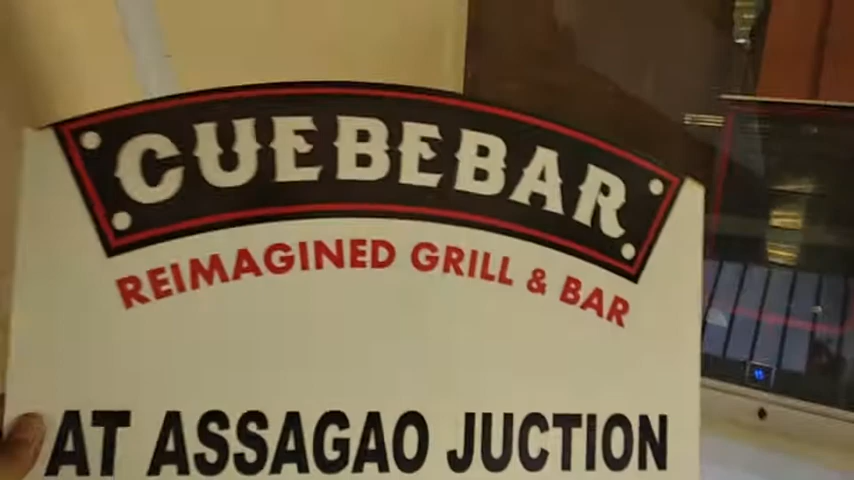 CUEBEBAR
REIMAGINED GRILL & BAR
AT ASSAGAO JUCTION